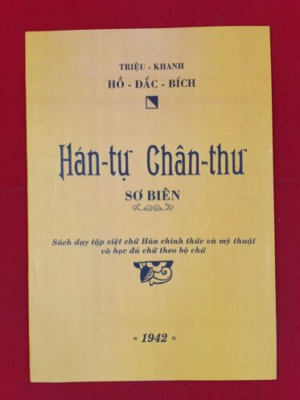 TRIỆU - KHANH
HỒ - ĐẮC - BÍCH
Hán-tự Chân-thư
SƠ BIÊN
Sách dạy tập viết chữ Hán chính thức và mỹ thuật
và học đủ chữ theo bộ chữ
= 1942 =